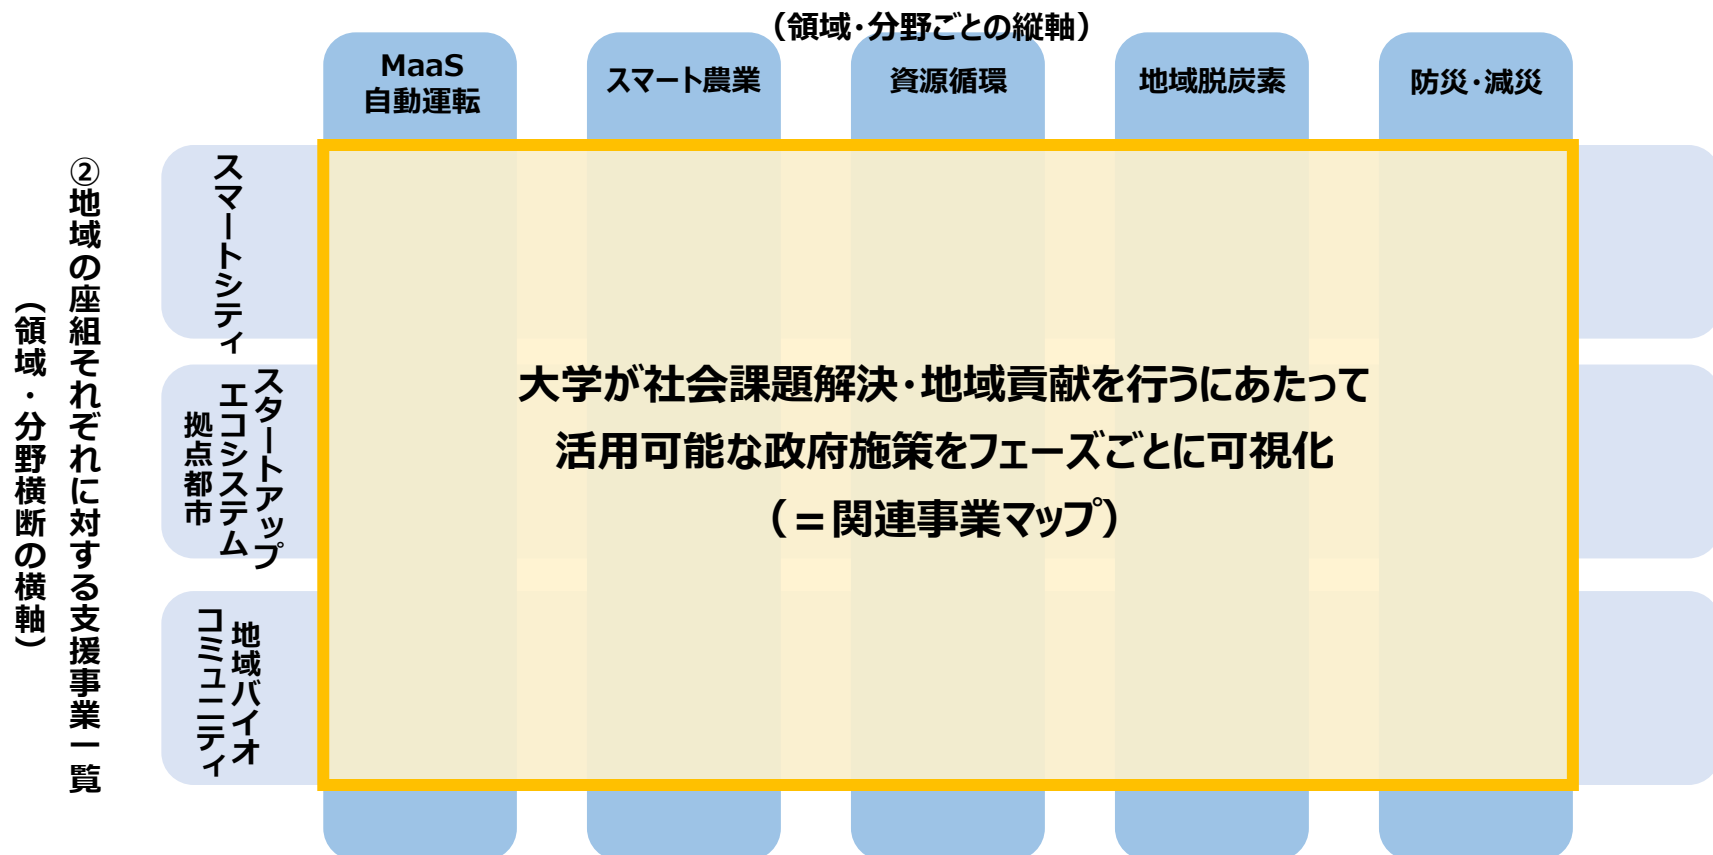 （領域・分野ごとの縦軸）
MaaS
自動運転
スマート農業
資源循環
地域脱炭素
防災・減災
②地域の座組それぞれに対する支援事業一覧
（領域・分野横断の横軸）
スマートシティ
スタートアップ
エコシステム
拠点都市
地域バイオ
コミュニティ
大学が社会課題解決・地域貢献を行うにあたって
活用可能な政府施策をフェーズごとに可視化
（＝関連事業マップ）